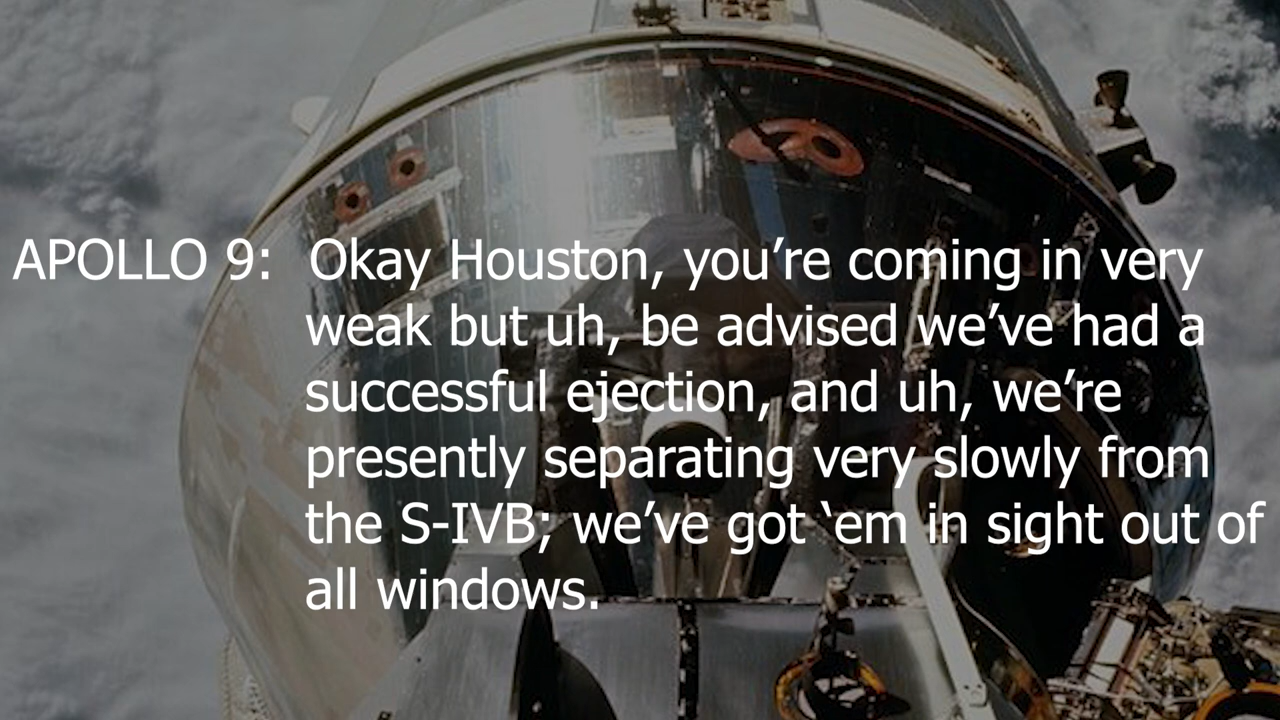 APOLLO 9: Okay Houston, you’re coming in very
weak but uh, be advised we’ve had a
successful ejection, and uh, we’re
presently separating very slowly from
the S-IVB; we’ve got ‘em in sight out of
all windows.